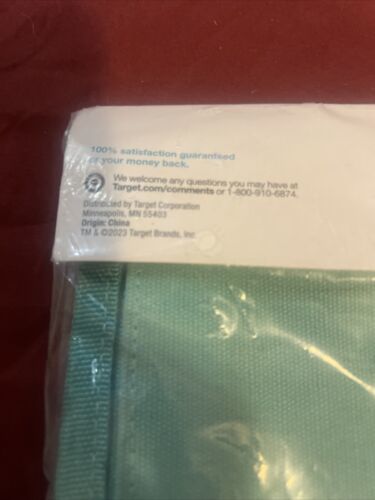 100% satisfaction guaranteed
or your money back.
We welcome any questions you may have at
Target.com/comments or 1-800-910-6874.
Distributed by Target Corporation
Minneapolis, MN 55403
Origin: China
TM & ©2023 Target Brands, Inc.